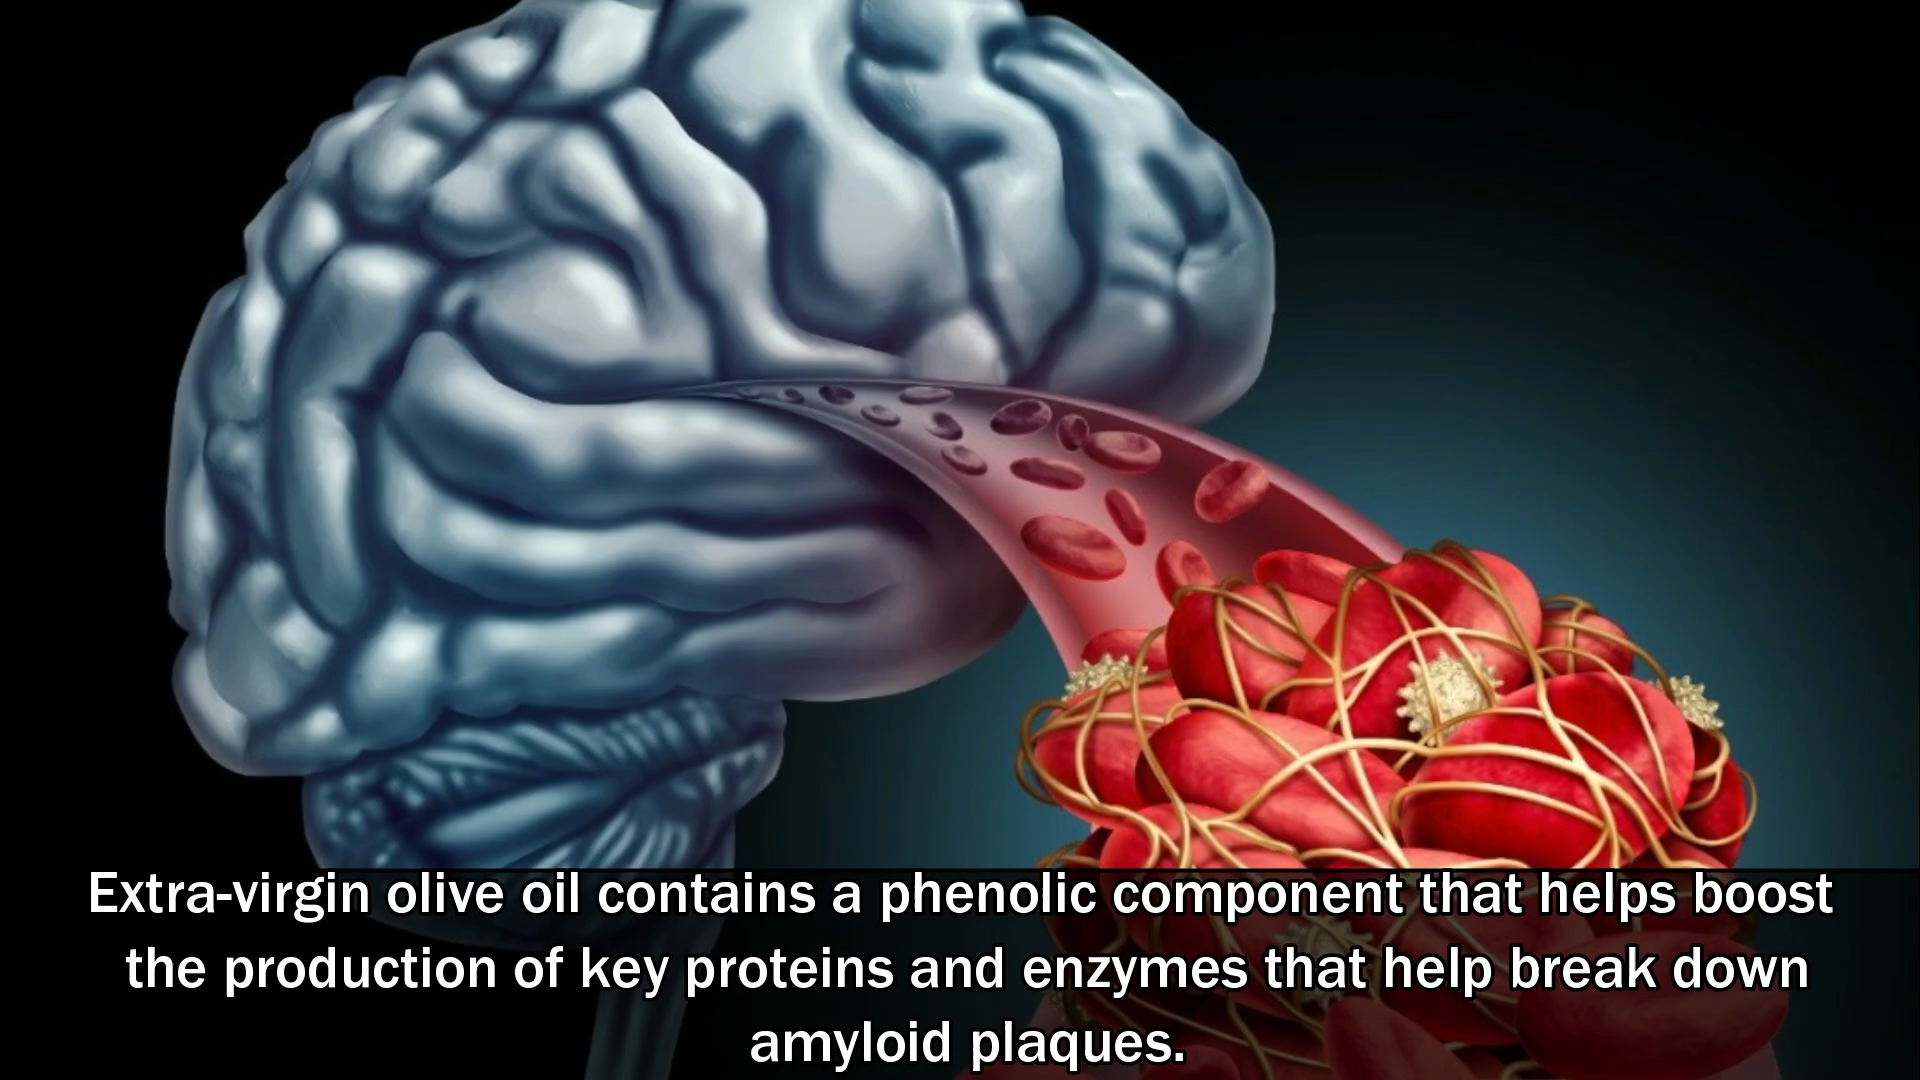 Extra-virgin olive oil contains a phenolic component that helps boost
the production of key proteins and enzymes that help break down
amyloid plaques.